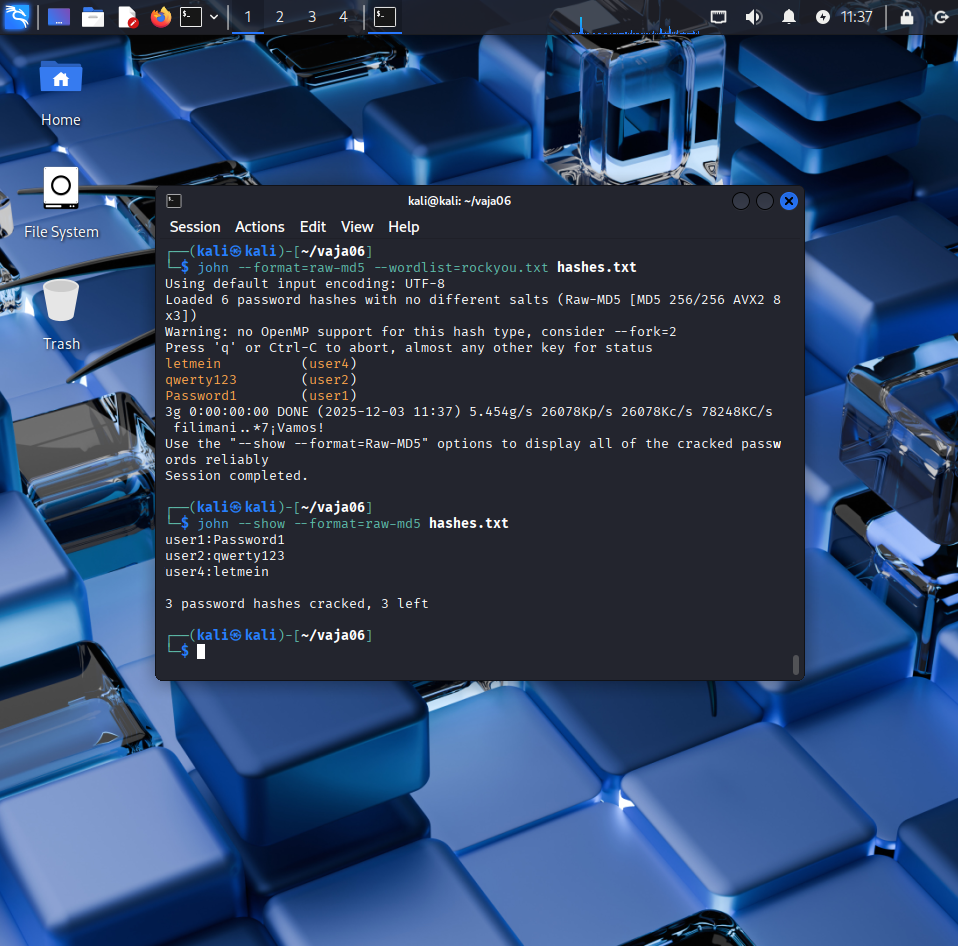 1 2 3 4 11:37
Home
File System
Trash
kali@kali: ~/vaja06
Session Actions Edit View Help
┌──(kali㉿kali)-[~/vaja06]
└─$ john --format=raw-md5 --wordlist=rockyou.txt hashes.txt
Using default input encoding: UTF-8
Loaded 6 password hashes with no different salts (Raw-MD5 [MD5 256/256 AVX2 8
x3])
Warning: no OpenMP support for this hash type, consider --fork=2
Press 'q' or Ctrl-C to abort, almost any other key for status
letmein          (user4)
qwerty123        (user2)
Password1        (user1)
3g 0:00:00:00 DONE (2025-12-03 11:37) 5.454g/s 26078Kp/s 26078Kc/s 78248KC/s
 filimani..*7¡Vamos!
Use the "--show --format=Raw-MD5" options to display all of the cracked passw
ords reliably
Session completed.
┌──(kali㉿kali)-[~/vaja06]
└─$ john --show --format=raw-md5 hashes.txt
user1:Password1
user2:qwerty123
user4:letmein
3 password hashes cracked, 3 left
┌──(kali㉿kali)-[~/vaja06]
└─$